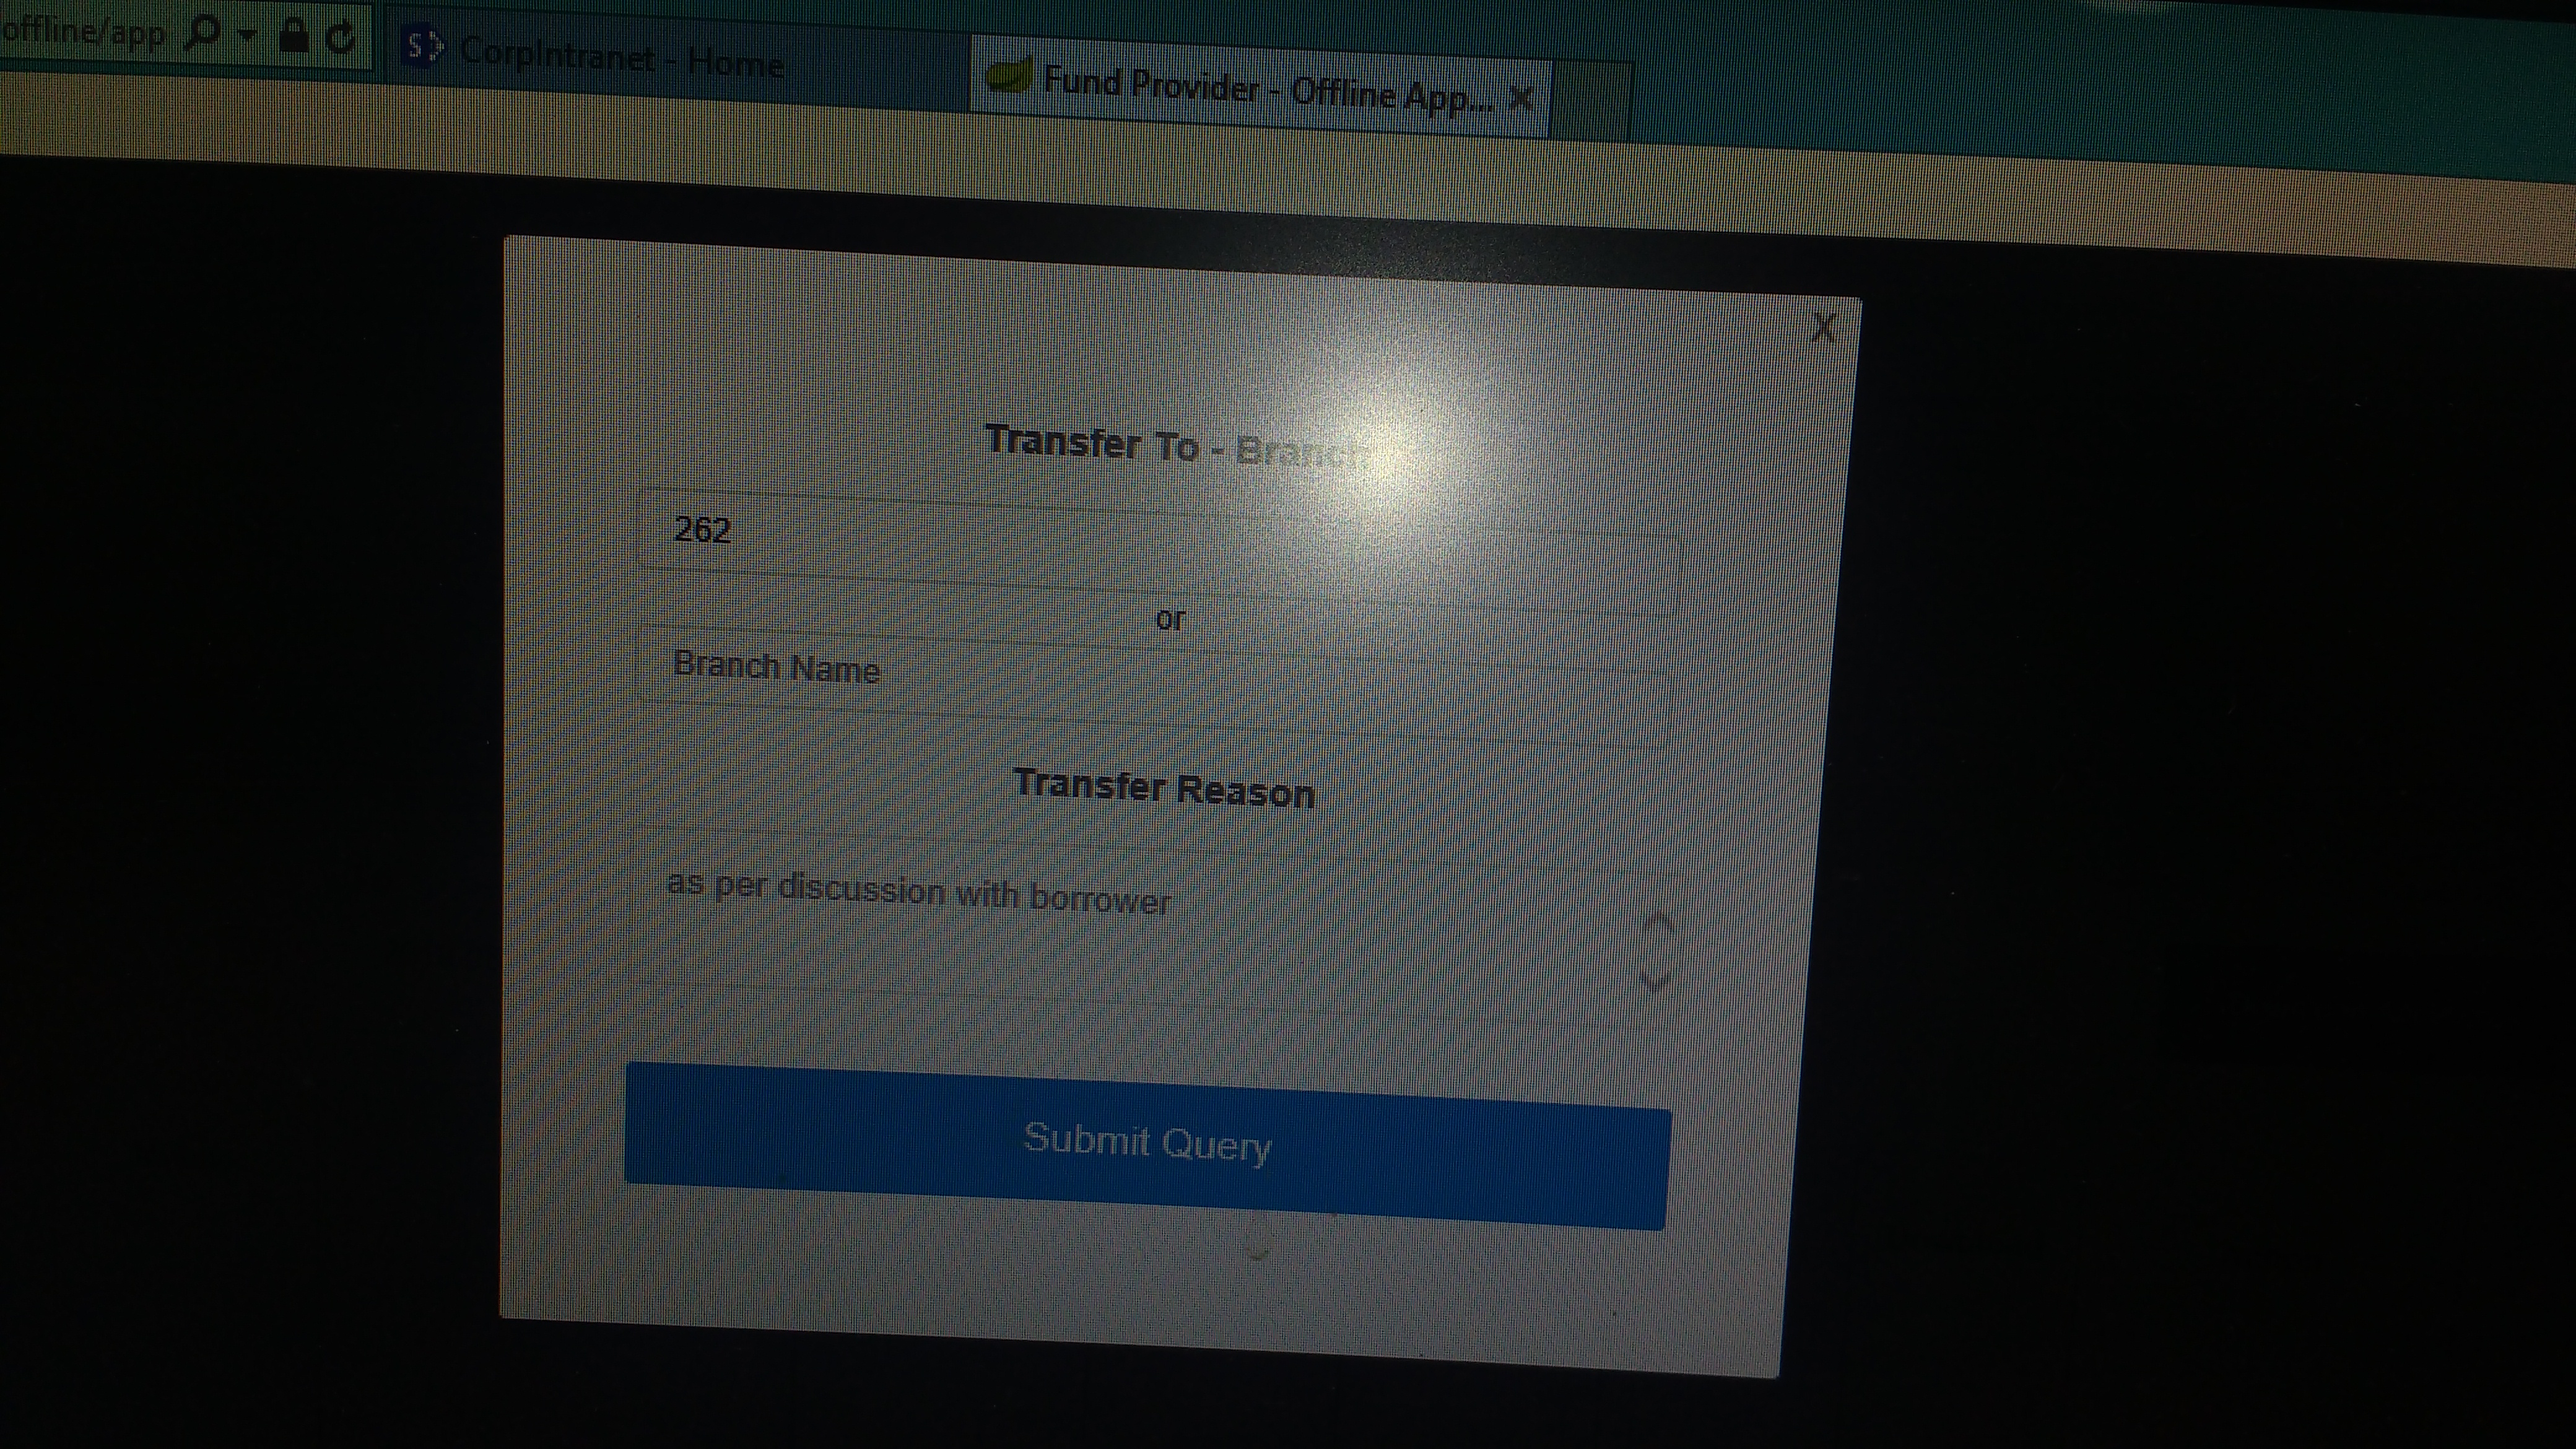 offline/app
CorpIntranet - Home
Fund Provider - Offline App... X
X
Transfer To - Branch
262
or
Branch Name
Transfer Reason
as per discussion with borrower
Submit Query